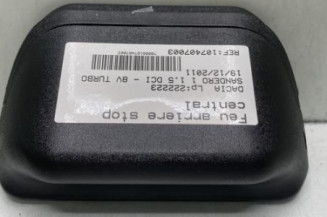 Feu arriere stop
central
DACIA Lp:222223
SANDERO 1 1.5 DCI - 8V TURBO
19/12/2011
REF:107407003